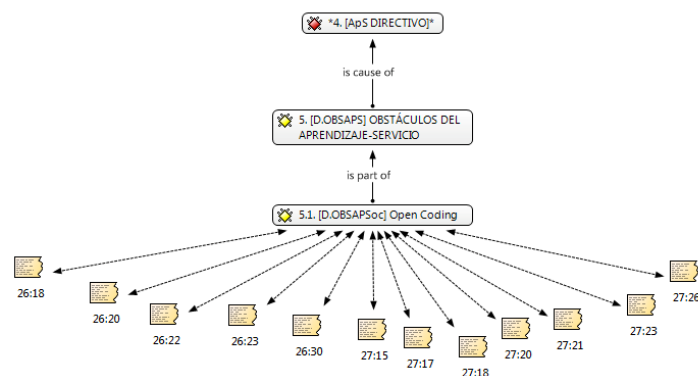 *4. [ApS DIRECTIVO]*
is cause of
5. [D.OBSAPS] OBSTÁCULOS DEL
APRENDIZAJE-SERVICIO
is part of
5.1. [D.OBSAPSoc] Open Coding
26:18
26:20
26:22
26:23
26:30
27:15
27:17
27:18
27:20
27:21
27:23
27:26